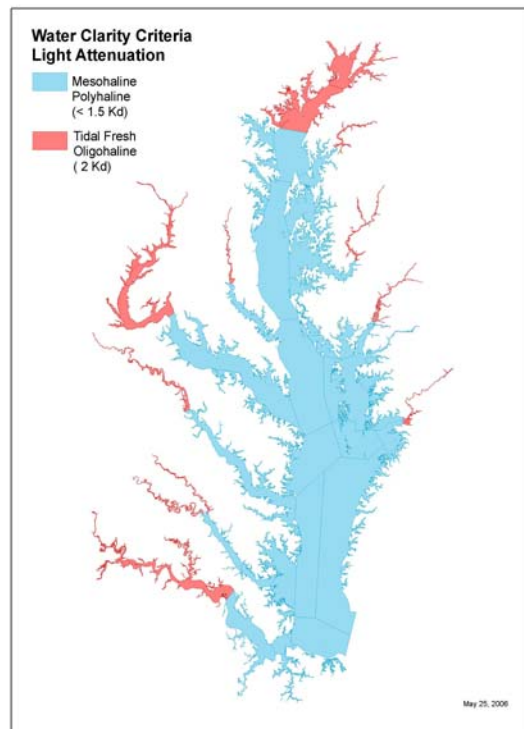 Water Clarity Criteria
Light Attenuation
Mesohaline
Polyhaline
(< 1.5 Kd)
Tidal Fresh
Oligohaline
( 2 Kd)
May 25, 2006